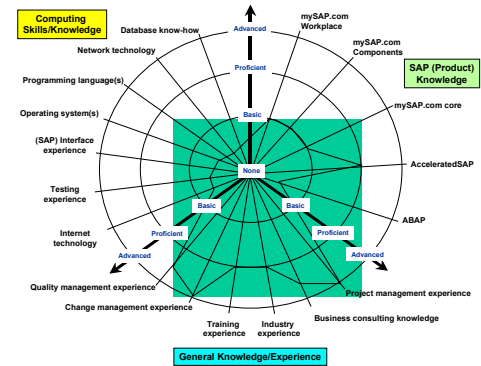 Computing
Skills/Knowledge
Database know-how
Network technology
Programming language(s)
Operating system(s)
(SAP) Interface
experience
Testing
experience
Internet
technology
Quality management experience
Change management experience
Training
experience
Industry
experience
Business consulting knowledge
Project management experience
ABAP
AcceleratedSAP
mySAP.com core
mySAP.com
Components
mySAP.com
Workplace
SAP (Product)
Knowledge
Advanced
Proficient
Basic
None
Basic
Proficient
Advanced
Basic
Proficient
Advanced
General Knowledge/Experience